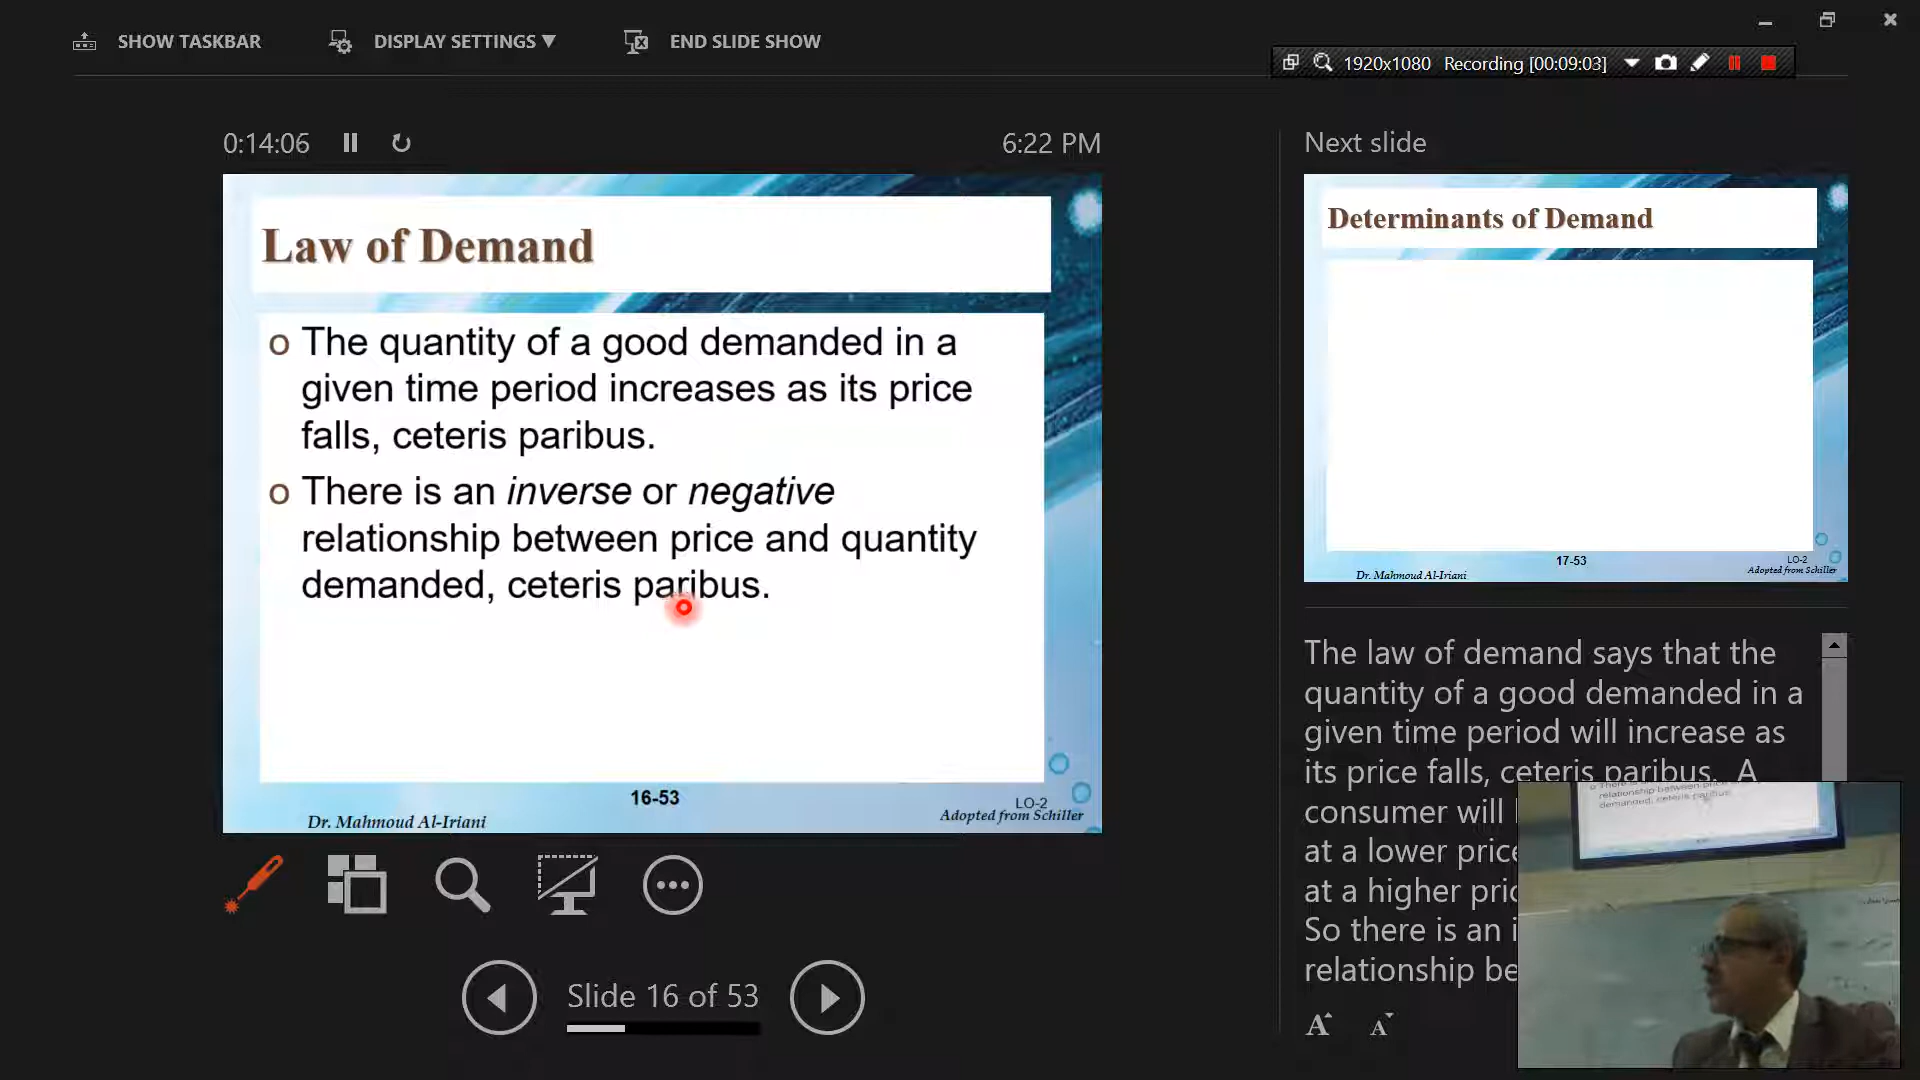 SHOW TASKBAR
DISPLAY SETTINGS ▼
END SLIDE SHOW
1920x1080 Recording [00:09:03]
0:14:06
6:22 PM
Law of Demand
o The quantity of a good demanded in a
given time period increases as its price
falls, ceteris paribus.
o There is an inverse or negative
relationship between price and quantity
demanded, ceteris paribus.
16-53
LO-2
Dr. Mahmoud Al-Iriani
Adopted from Schiller
Slide 16 of 53
Next slide
Determinants of Demand
17-53
LO-2
Dr. Mahmoud Al-Iriani
Adopted from Schiller
The law of demand says that the
quantity of a good demanded in a
given time period will increase as
its price falls, ceteris paribus. A
consumer will
at a lower price
at a higher
So there is an
relationship
relationship between
demanded, ceteris paribus.
A A